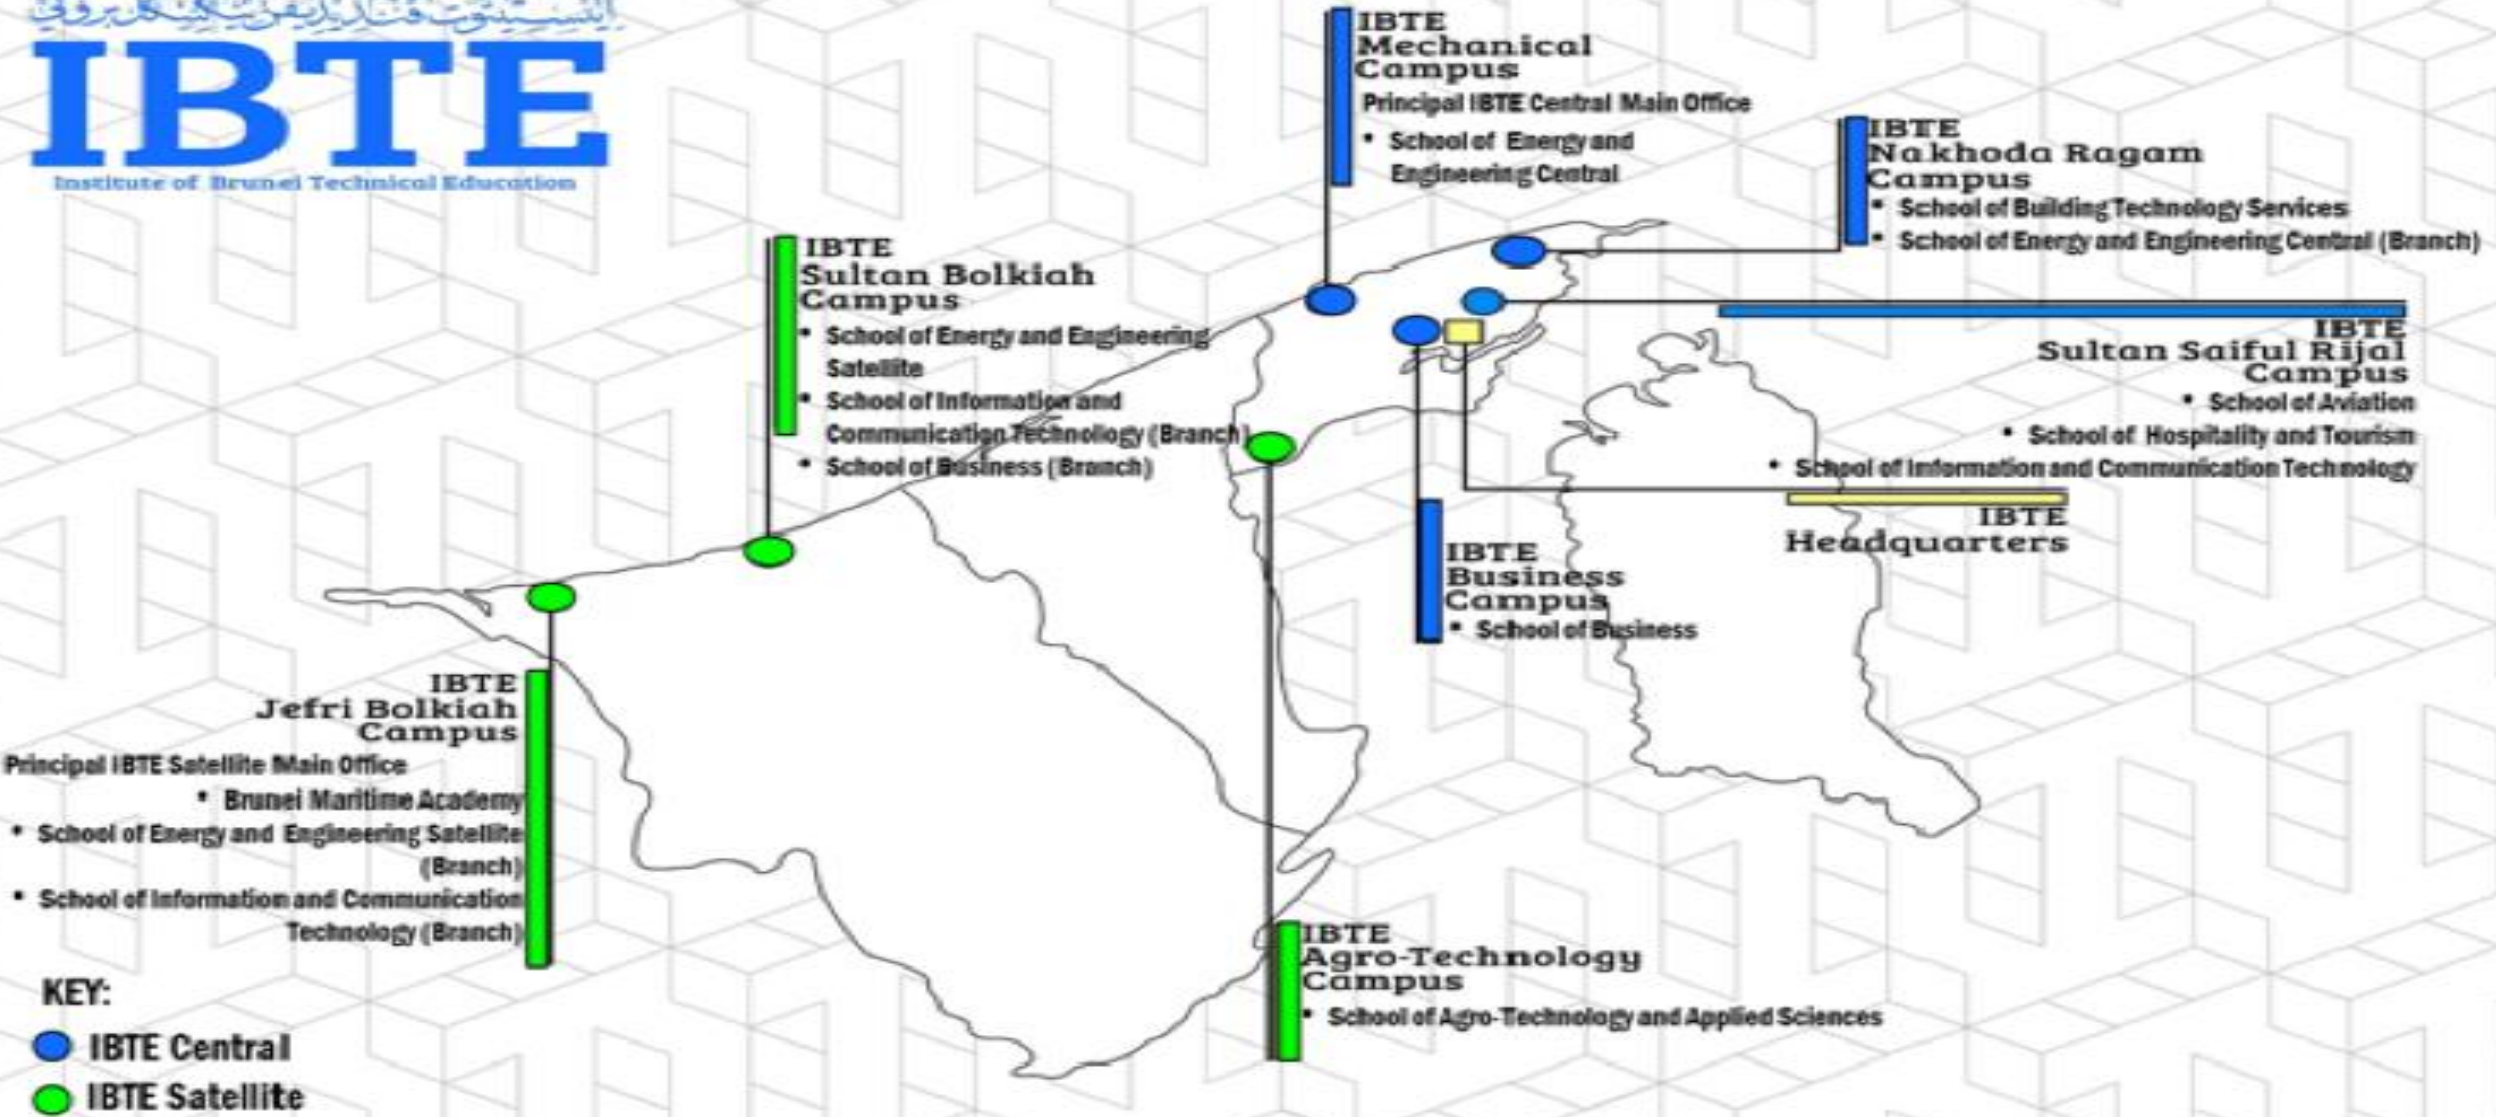 IBTE
Institute of Brunei Technical Education
IBTE
Mechanical
Campus
Principal IBTE Central Main Office
• School of Energy and
Engineering Central
IBTE
Nakhoda Ragam
Campus
• School of Building Technology Services
• School of Energy and Engineering Central (Branch)
IBTE
Sultan Bolkiah
Campus
• School of Energy and Engineering
Satellite
• School of Information and
Communication Technology (Branch)
• School of Business (Branch)
IBTE
Sultan Saiful Rijal
Campus
• School of Aviation
• School of Hospitality and Tourism
• School of Information and Communication Technology
IBTE
Headquarters
IBTE
Business
Campus
• School of Business
IBTE
Jefri Bolkiah
Campus
Principal IBTE Satellite Main Office
• Brunei Maritime Academy
• School of Energy and Engineering Satellite
(Branch)
• School of Information and Communication
Technology (Branch)
IBTE
Agro-Technology
Campus
• School of Agro-Technology and Applied Sciences
KEY:
IBTE Central
IBTE Satellite